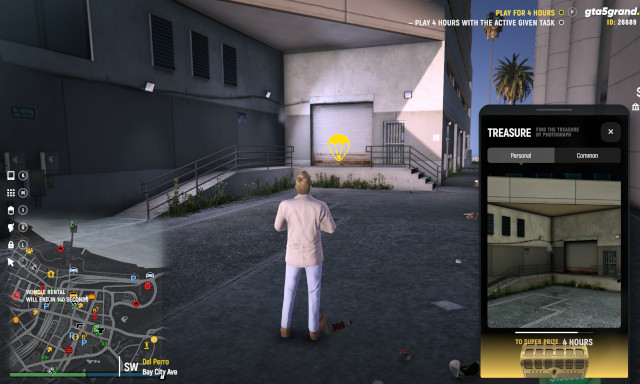 PLAY FOR 4 HOURS
P
gta5grand.
– PLAY 4 HOURS WITH THE ACTIVE GIVEN TASK
ID: 26689
TREASURE
FIND THE TREASURE
BY PHOTOGRAPH
Personal
Common
VEHICLE RENTAL
WILL END IN 140 SECONDS
SW
Del Perro
Bay City Ave
TO SUPER PRIZE 4 HOURS